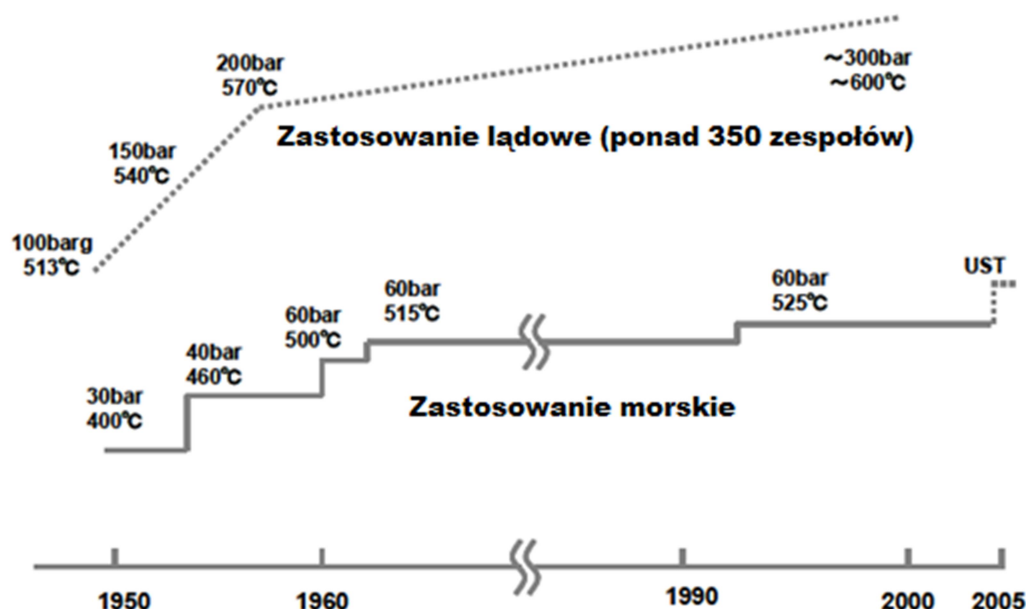 200bar
570℃
~300bar
~600℃
Zastosowanie lądowe (ponad 350 zespołów)
150bar
540℃
100barg
513℃
UST
60bar
525℃
60bar
515℃
60bar
500℃
40bar
460℃
30bar
400℃
Zastosowanie morskie
1950
1960
1990
2000
2005